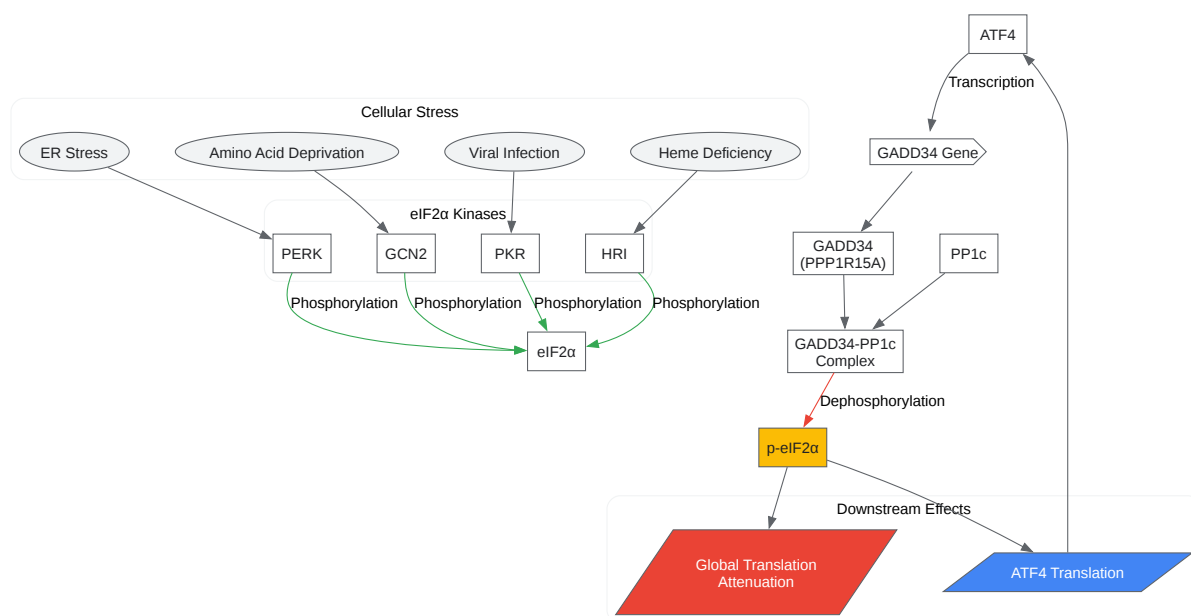 ATF4
Transcription
Cellular Stress
ER Stress
Amino Acid Deprivation
Viral Infection
Heme Deficiency
GADD34 Gene
eIF2α Kinases
PERK
GCN2
PKR
HRI
GADD34
(PPP1R15A)
PP1c
Phosphorylation
Phosphorylation
Phosphorylation
Phosphorylation
eIF2α
GADD34-PP1c
Complex
Dephosphorylation
p-eIF2α
Downstream Effects
Global Translation
Attenuation
ATF4 Translation